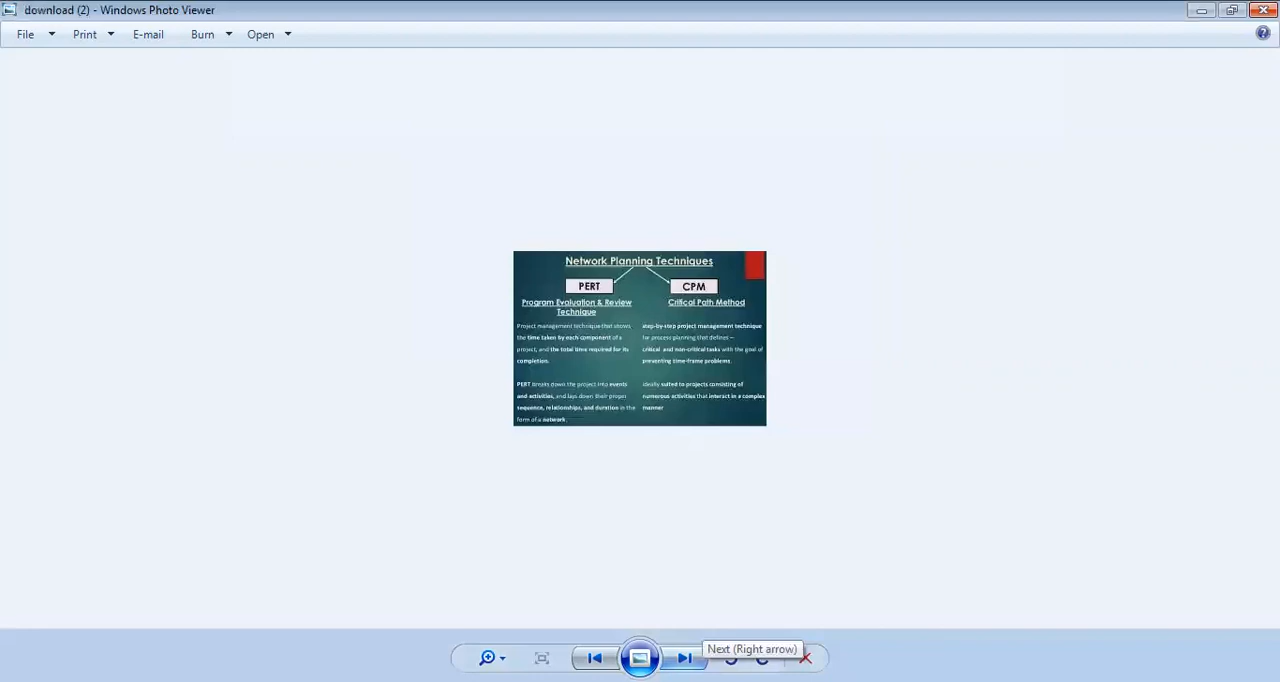 download (2) - Windows Photo Viewer
File Print E-mail Burn Open
Network Planning Techniques
PERT CPM
Program Evaluation & Review
Technique
Critical Path Method
Project management technique that shows
the time taken by each component of a
project, and the total time required for its
completion.
PERT breaks down the project into events
and activities, and lays down their proper
sequence, relationships, and duration in the
form of a network.
step-by-step project management technique
for process planning that defines –
critical and non-critical tasks with the goal of
preventing time-frame problems.
Ideally suited to projects consisting of
numerous activities that interact in a complex
manner
Next (Right arrow)